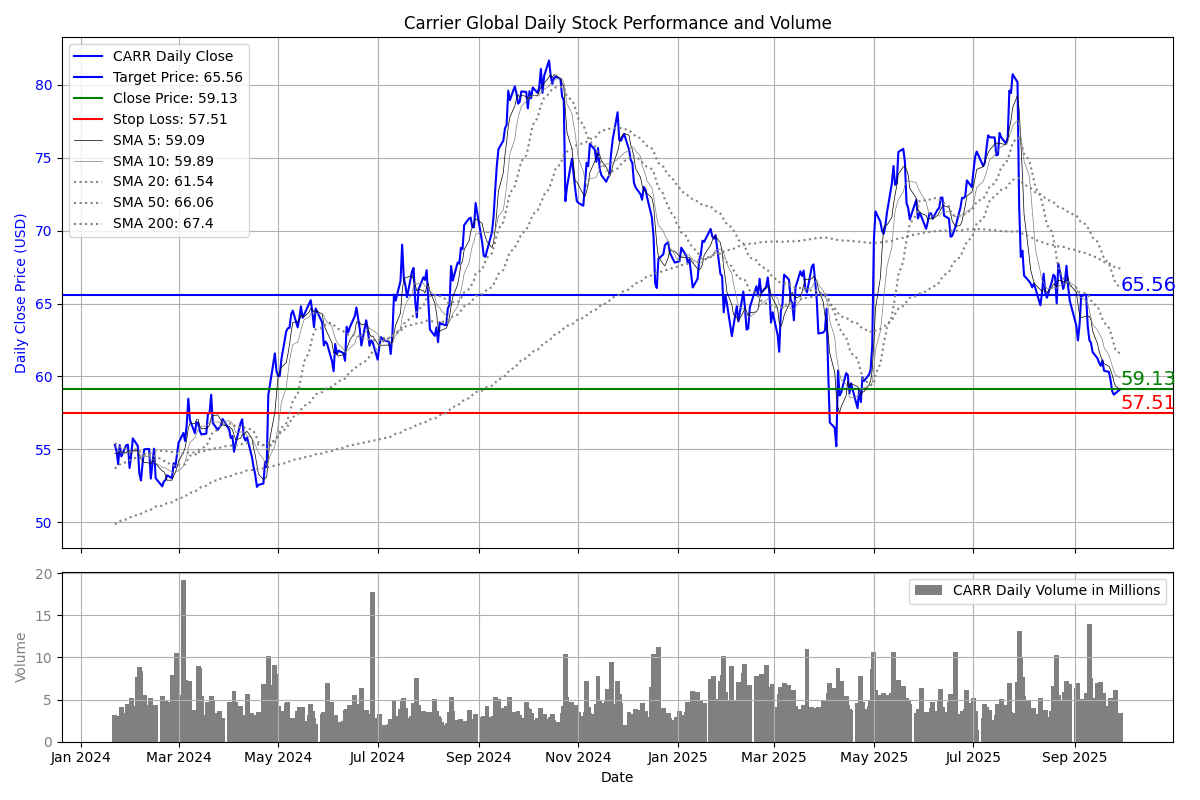 Carrier Global Daily Stock Performance and Volume
CARR Daily Close
Target Price: 65.56
Close Price: 59.13
Stop Loss: 57.51
SMA 5: 59.09
SMA 10: 59.89
SMA 20: 61.54
SMA 50: 66.06
SMA 200: 67.4
Daily Close Price (USD)
80
75
70
65
60
55
50
65.56
59.13
57.51
CARR Daily Volume in Millions
Volume
20
15
10
5
0
Jan 2024 Mar 2024 May 2024 Jul 2024 Sep 2024 Nov 2024 Jan 2025 Mar 2025 May 2025 Jul 2025 Sep 2025
Date